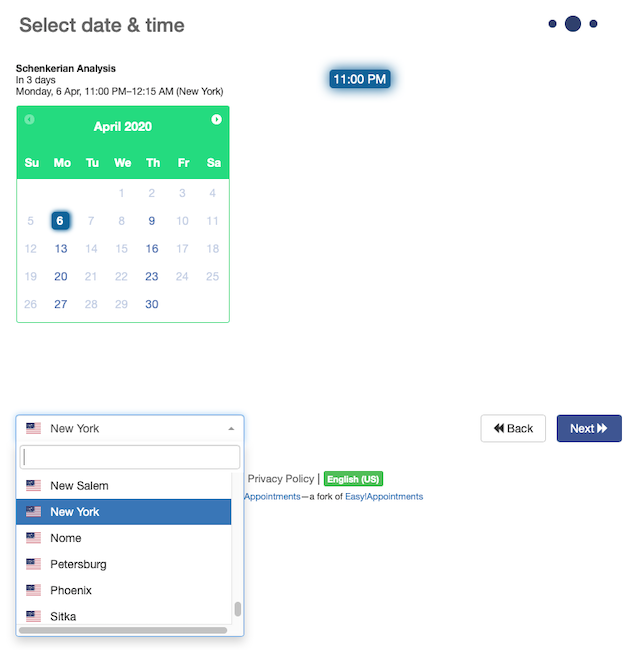 Select date & time
Schenkerian Analysis
In 3 days
Monday, 6 Apr, 11:00 PM–12:15 AM (New York)
11:00 PM
April 2020
Su Mo Tu We Th Fr Sa
1 2 3 4
5 6 7 8 9 10 11
12 13 14 15 16 17 18
19 20 21 22 23 24 25
26 27 28 29 30
New York
Back Next
Privacy Policy | English (US)
Appointments—a fork of Easy!Appointments
New Salem
New York
Nome
Petersburg
Phoenix
Sitka